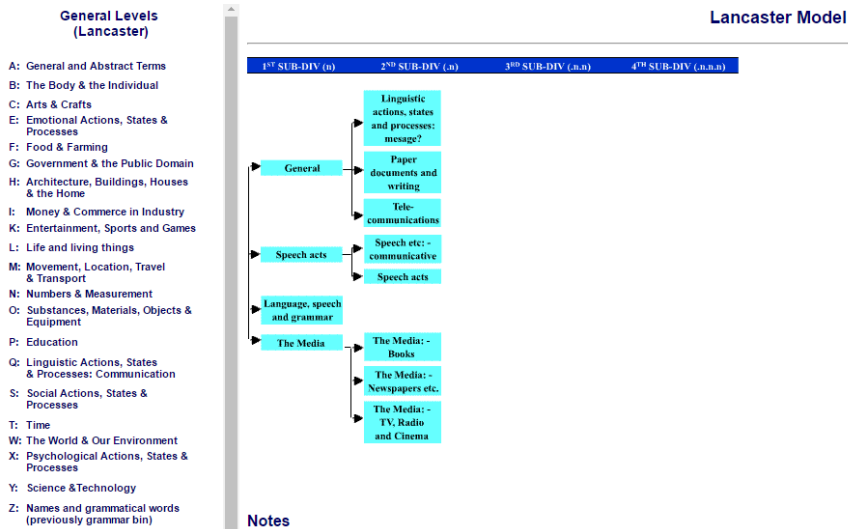 General Levels
(Lancaster)
A: General and Abstract Terms
B: The Body & the Individual
C: Arts & Crafts
E: Emotional Actions, States &
Processes
F: Food & Farming
G: Government & the Public Domain
H: Architecture, Buildings, Houses
& the Home
I: Money & Commerce in Industry
K: Entertainment, Sports and Games
L: Life and living things
M: Movement, Location, Travel
& Transport
N: Numbers & Measurement
O: Substances, Materials, Objects &
Equipment
P: Education
Q: Linguistic Actions, States
& Processes: Communication
S: Social Actions, States &
Processes
T: Time
W: The World & Our Environment
X: Psychological Actions, States &
Processes
Y: Science &Technology
Z: Names and grammatical words
(previously grammar bin)
Lancaster Model
1ST SUB-DIV (n) 2ND SUB-DIV (.n) 3RD SUB-DIV (.n.n) 4TH SUB-DIV (.n.n.n)
General
Linguistic
actions, states
and processes:
mesage?
Paper
documents and
writing
Tele-
communications
Speech acts
Speech etc: -
communicative
Speech acts
Language, speech
and grammar
The Media
The Media: -
Books
The Media: -
Newspapers etc.
The Media: -
TV, Radio
and Cinema
Notes